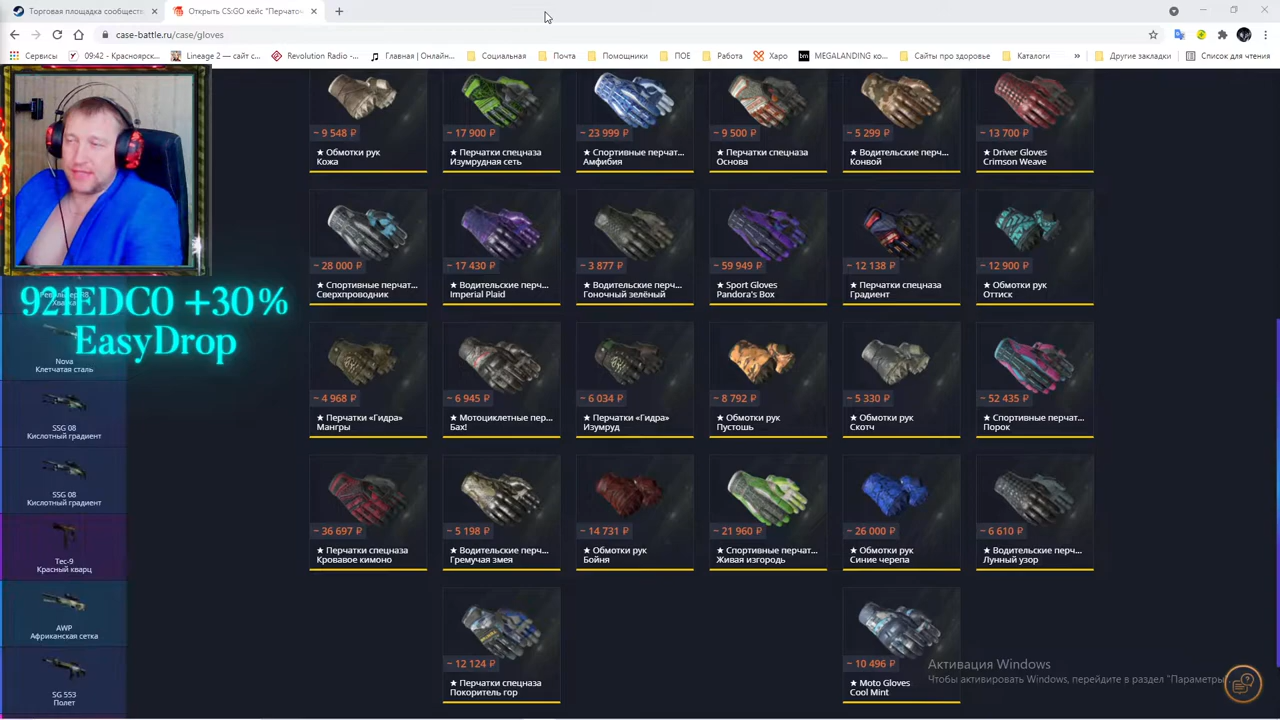 Торговая площадка сообществ
Открыть CS:GO кейс "Перчаточ
case-battle.ru/case/gloves
Сервисы
09:42 - Красноярск...
Lineage 2 — сайт с...
Revolution Radio -...
Главная (Онлайн...
Социальная
Почта
Помощники
ПОЕ
Работа
Харо
MEGALANDING ко...
Сайты про здоровье
Каталоги
»
Другие закладки
Список для чтения
~ 9 548 ₽
~ 17 900 ₽
~ 23 999 ₽
~ 9 500 ₽
~ 5 299 ₽
~ 13 700 ₽
★ Обмотки рук
Кожа
★ Перчатки спецназа
Изумрудная сеть
★ Спортивные перчат...
Амфибия
★ Перчатки спецназа
Основа
★ Водительские перч...
Конвой
★ Driver Gloves
Crimson Weave
~ 28 000 ₽
~ 17 430 ₽
~ 3 877 ₽
~ 59 949 ₽
~ 12 138 ₽
~ 12 900 ₽
★ Спортивные перчат...
Сверхпроводник
★ Водительские перч...
Imperial Plaid
★ Водительские перч...
Гоночный зелёный
★ Sport Gloves
Pandora's Box
★ Перчатки спецназа
Градиент
★ Обмотки рук
Оттиск
921EDC0 +30%
EasyDrop
Nova
Клетчатая сталь
~ 4 968 ₽
~ 6 945 ₽
~ 6 034 ₽
~ 8 792 ₽
~ 5 330 ₽
~ 52 435 ₽
★ Перчатки «Гидра»
Мангры
★ Мотоциклетные пер...
Бах!
★ Перчатки «Гидра»
Изумруд
★ Обмотки рук
Пустошь
★ Обмотки рук
Скотч
★ Спортивные перчат...
Порок
SSG 08
Кислотный градиент
SSG 08
Кислотный градиент
~ 36 697 ₽
~ 5 198 ₽
~ 14 731 ₽
~ 21 960 ₽
~ 26 000 ₽
~ 6 610 ₽
★ Перчатки спецназа
Кровавое кимоно
★ Водительские перч...
Гремучая змея
★ Обмотки рук
Бойня
★ Спортивные перчат...
Живая изгородь
★ Обмотки рук
Синие черепа
★ Водительские перч...
Лунный узор
Tec-9
Красный кварц
AWP
Африканская сетка
~ 12 124 ₽
~ 10 496 ₽
★ Перчатки спецназа
Покоритель гор
★ Moto Gloves
Cool Mint
SG 553
Полет
Активация Windows
Чтобы активировать Windows, перейдите в раздел "Параметры